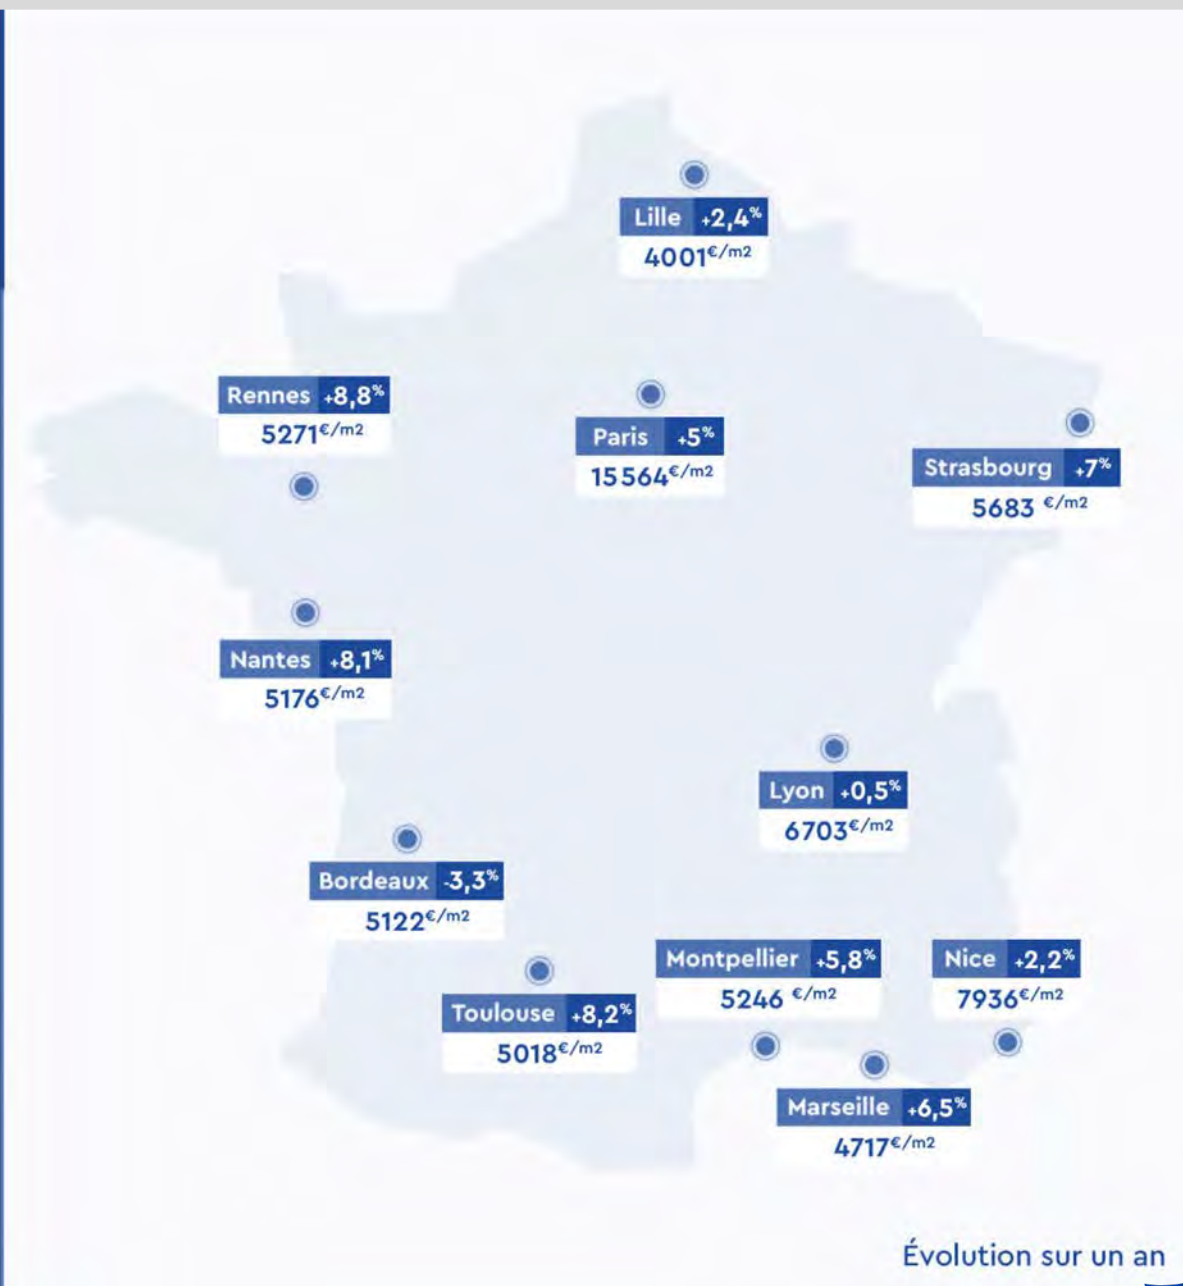 Lille +2,4%
4001€/m2
Rennes +8,8%
5271€/m2
Paris +5%
15564€/m2
Strasbourg +7%
5683 €/m2
Nantes +8,1%
5176€/m2
Lyon +0,5%
6703€/m2
Bordeaux -3,3%
5122€/m2
Montpellier +5,8%
5246 €/m2
Nice +2,2%
7936€/m2
Toulouse +8,2%
5018€/m2
Marseille +6,5%
4717€/m2
Évolution sur un an